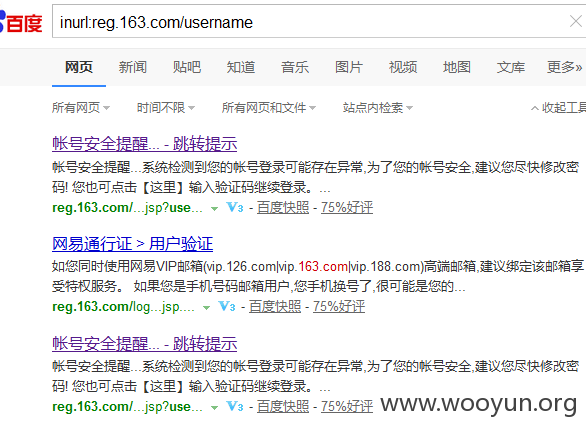 百度 inurl:reg.163.com/username
网页 新闻 贴吧 知道 音乐 图片 视频 地图 文库 更多»
所有网页 时间不限 所有网页和文件 站点内检索 收起工具
帐号安全提醒... - 跳转提示
帐号安全提醒...系统检测到您的帐号登录可能存在异常,为了您的帐号安全,建议您尽快修改密
码! 您也可点击【这里】输入验证码继续登录。...
reg.163.com/...jsp?use... V3 - 百度快照 - 75%好评
网易通行证 > 用户验证
如您同时使用网易VIP邮箱(vip.126.com|vip.163.com|vip.188.com)高端邮箱,建议绑定该邮箱享
受特权服务。 如果您是手机号码邮箱用户,您手机换号了,很可能是您的...
reg.163.com/log...jsp.... V3 - 百度快照 - 75%好评
帐号安全提醒... - 跳转提示
帐号安全提醒...系统检测到您的帐号登录可能存在异常,为了您的帐号安全,建议您尽快修改密
码! 您也可点击【这里】输入验证码继续登录。...
reg.163.com/...jsp?use... V3 - 百度快照 - 75%好评
www.wooyun.org